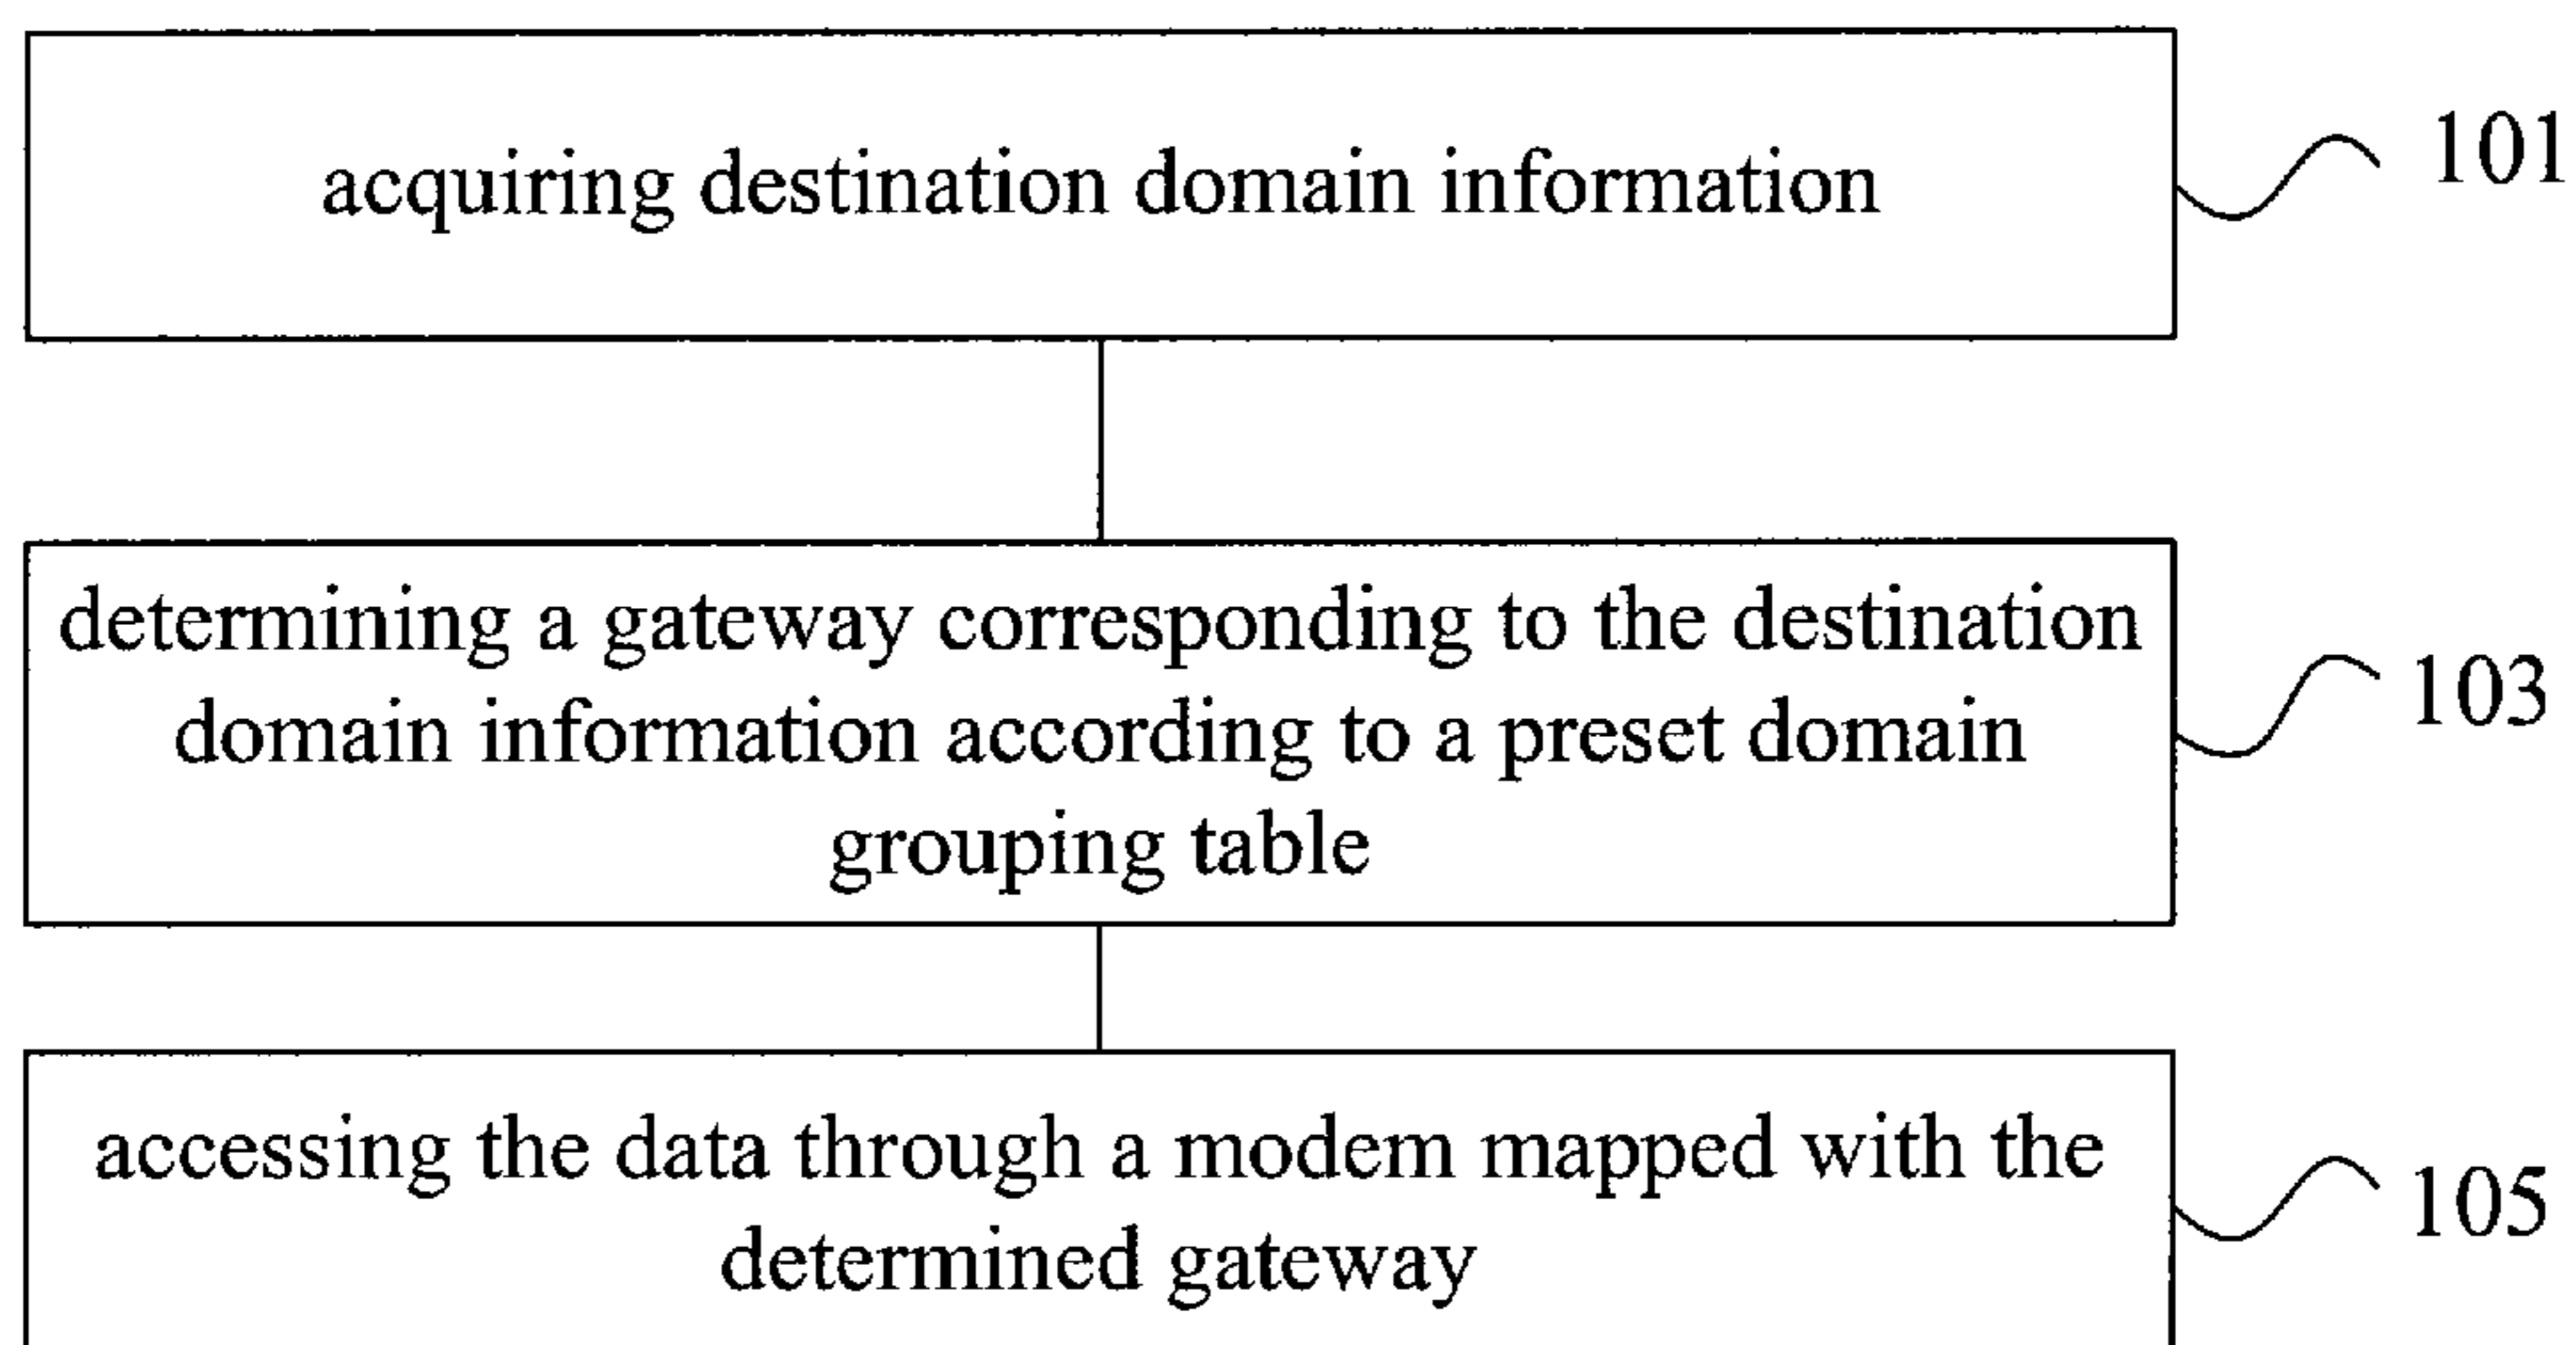 acquiring destination domain information
101
determining a gateway corresponding to the destination
domain information according to a preset domain
grouping table
103
accessing the data through a modem mapped with the
determined gateway
105